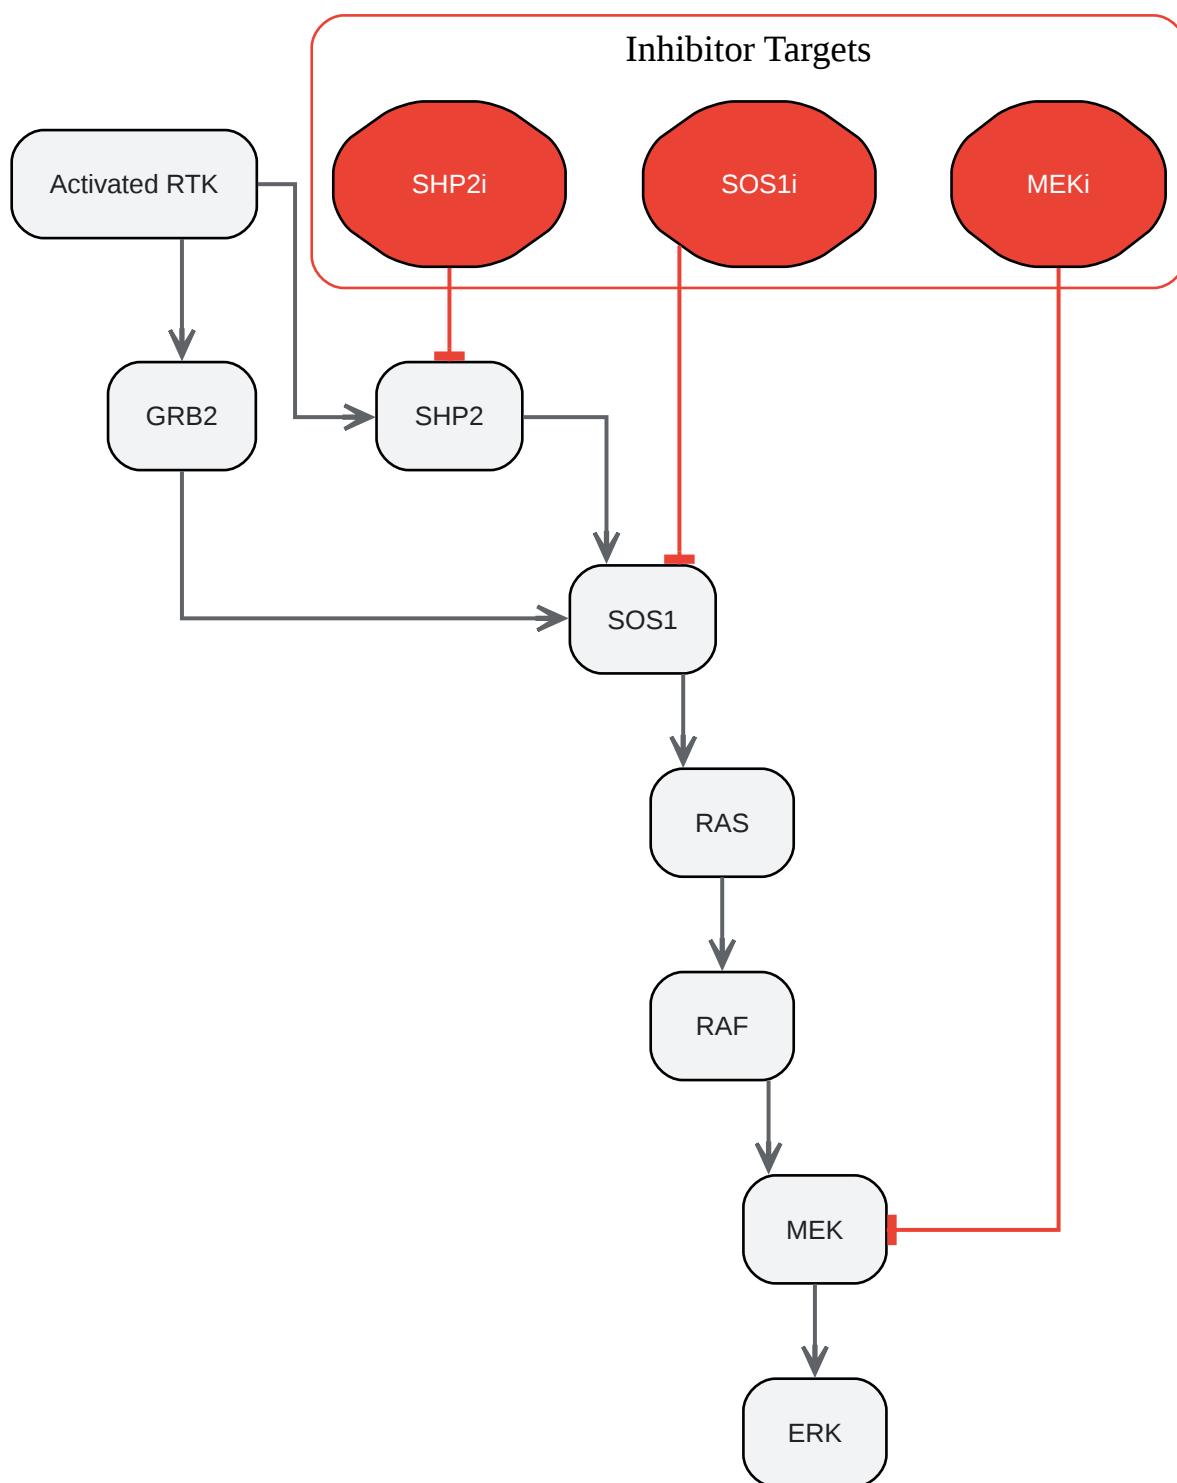 Inhibitor Targets
Activated RTK
SHP2i
SOS1i
MEKi
GRB2
SHP2
SOS1
RAS
RAF
MEK
ERK